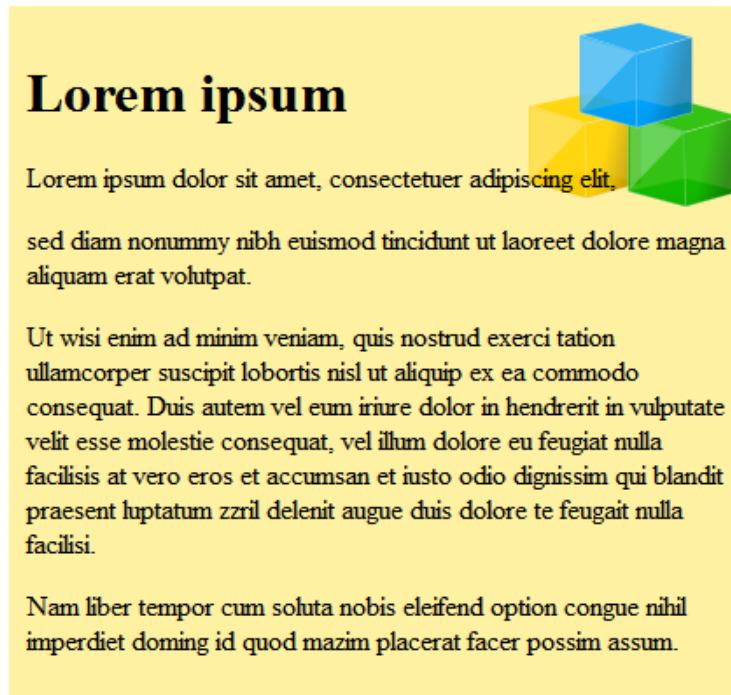 Lorem ipsum
Lorem ipsum dolor sit amet, consectetuer adipiscing elit,
sed diam nonummy nibh euismod tincidunt ut laoreet dolore magna
aliquam erat volutpat.
Ut wisi enim ad minim veniam, quis nostrud exerci tation
ullamcorper suscipit lobortis nisl ut aliquip ex ea commodo
consequat. Duis autem vel eum iriure dolor in hendrerit in vulputate
velit esse molestie consequat, vel illum dolore eu feugiat nulla
facilisis at vero eros et accumsan et iusto odio dignissim qui blandit
praesent luptatum zzril delenit augue duis dolore te feugait nulla
facilisi.
Nam liber tempor cum soluta nobis eleifend option congue nihil
imperdiet doming id quod mazim placerat facer possim assum.